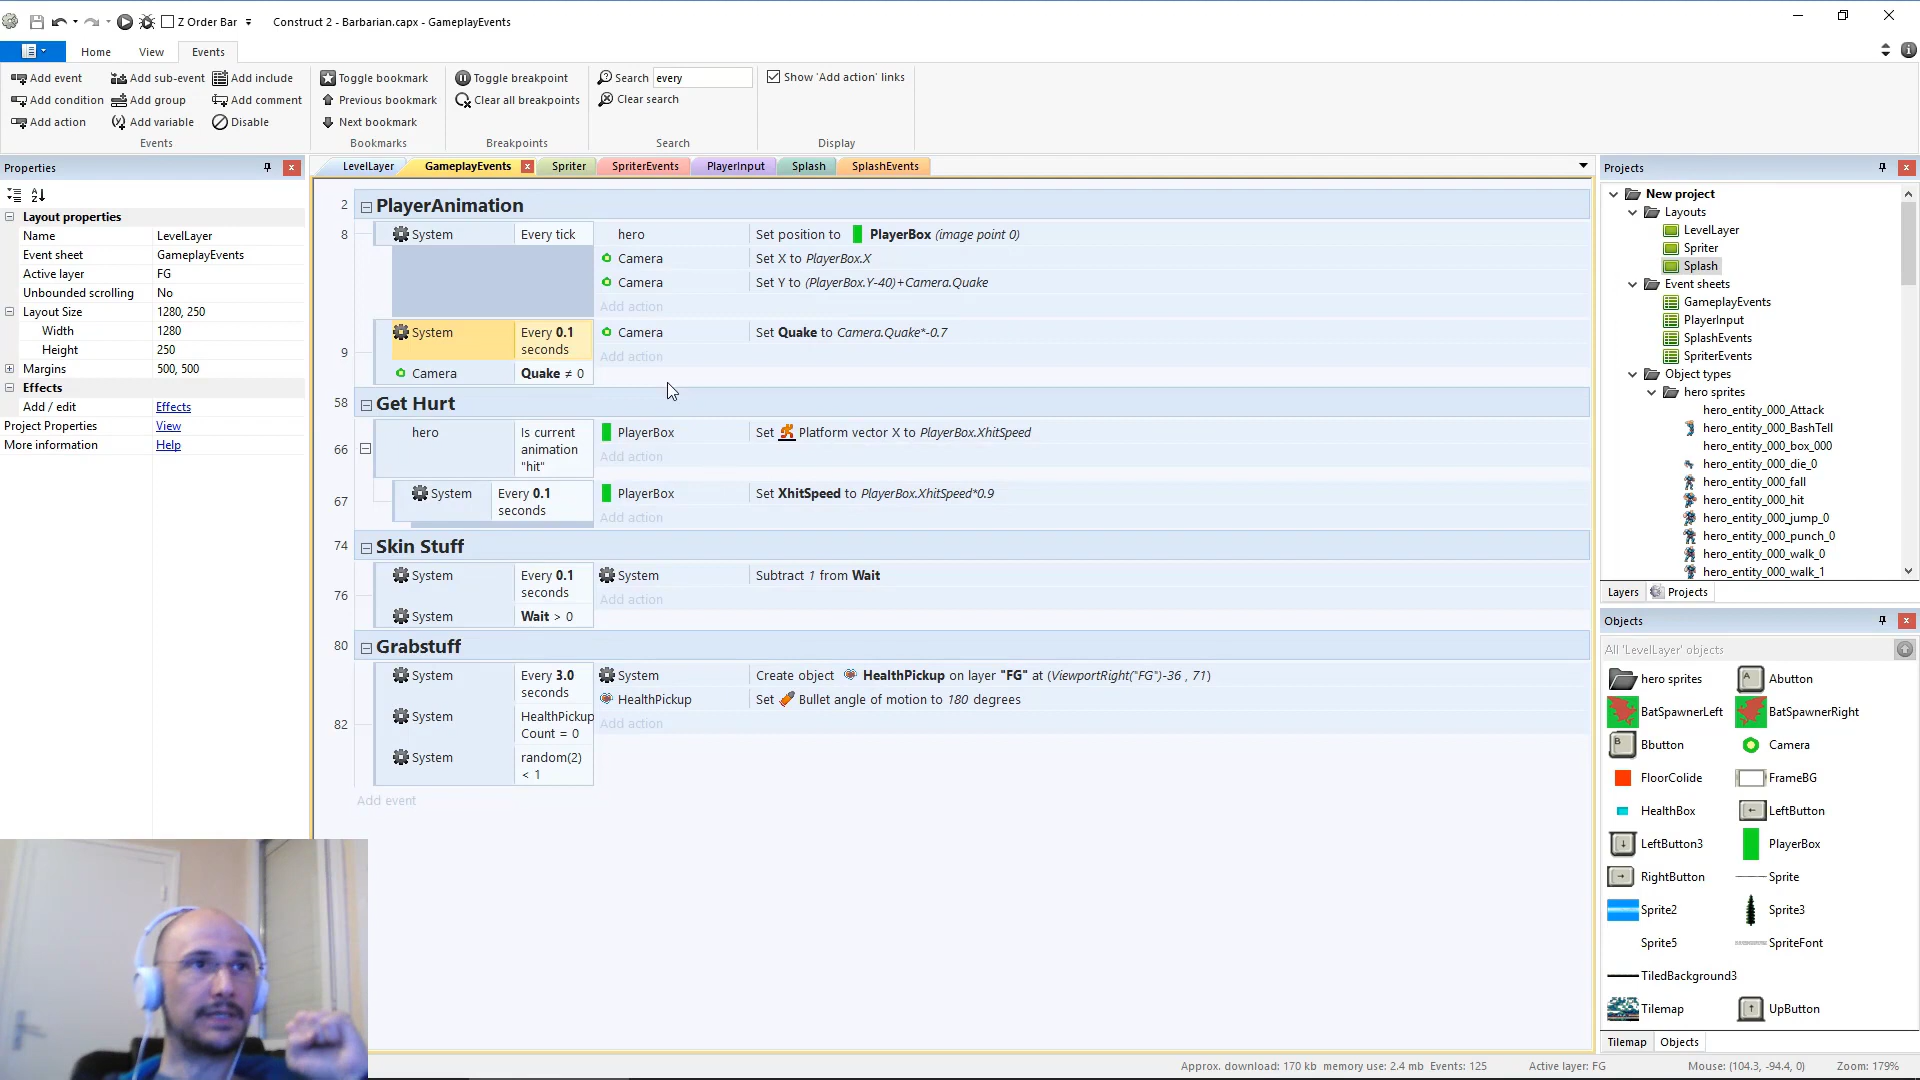 Z Order Bar
Construct 2 - Barbarian.capx - GameplayEvents
Home View Events
Add event Add sub-event Add include
Add condition Add group Add comment
Add action Add variable Disable
Events
Toggle bookmark
Previous bookmark
Next bookmark
Bookmarks
Toggle breakpoint
Clear all breakpoints
Breakpoints
Search every
Clear search
Search
Show 'Add action' links
Display
Properties
Layout properties
Name LevelLayer
Event sheet GameplayEvents
Active layer FG
Unbounded scrolling No
Layout Size 1280, 250
Width 1280
Height 250
Margins 500, 500
Effects
Add / edit Effects
Project Properties View
More information Help
LevelLayer GameplayEvents Spriter SpriterEvents PlayerInput Splash SplashEvents
2 PlayerAnimation
8 System Every tick hero Set position to PlayerBox (image point 0)
Camera Set X to PlayerBox.X
Camera Set Y to (PlayerBox.Y-40)+Camera.Quake
Add action
9 System Every 0.1 seconds Camera Set Quake to Camera.Quake*-0.7
Add action
Camera Quake ≠ 0
58 Get Hurt
66 hero Is current animation "hit" PlayerBox Set Platform vector X to PlayerBox.XhitSpeed
Add action
67 System Every 0.1 seconds PlayerBox Set XhitSpeed to PlayerBox.XhitSpeed*0.9
Add action
74 Skin Stuff
76 System Every 0.1 seconds System Subtract 1 from Wait
Add action
System Wait > 0
80 Grabstuff
82 System Every 3.0 seconds System Create object HealthPickup on layer "FG" at (ViewportRight("FG")-36 , 71)
HealthPickup Set Bullet angle of motion to 180 degrees
System HealthPickup Count = 0 Add action
System random(2) < 1
Add event
Projects
New project
Layouts
LevelLayer
Spriter
Splash
Event sheets
GameplayEvents
PlayerInput
SplashEvents
SpriterEvents
Object types
hero sprites
hero_entity_000_Attack
hero_entity_000_BashTell
hero_entity_000_box_000
hero_entity_000_die_0
hero_entity_000_fall
hero_entity_000_hit
hero_entity_000_jump_0
hero_entity_000_punch_0
hero_entity_000_walk_0
hero_entity_000_walk_1
Layers Projects
Objects
All 'LevelLayer' objects
hero sprites A Abutton
BatSpawnerLeft BatSpawnerRight
B Bbutton Camera
FloorColide FrameBG
HealthBox LeftButton
LeftButton3 PlayerBox
RightButton Sprite
Sprite2 Sprite3
Sprite5 SpriteFont
TiledBackground3
Tilemap UpButton
Tilemap Objects
Approx. download: 170 kb memory use: 2.4 mb Events: 125 Active layer: FG Mouse: (104.3, -94.4, 0) Zoom: 179%